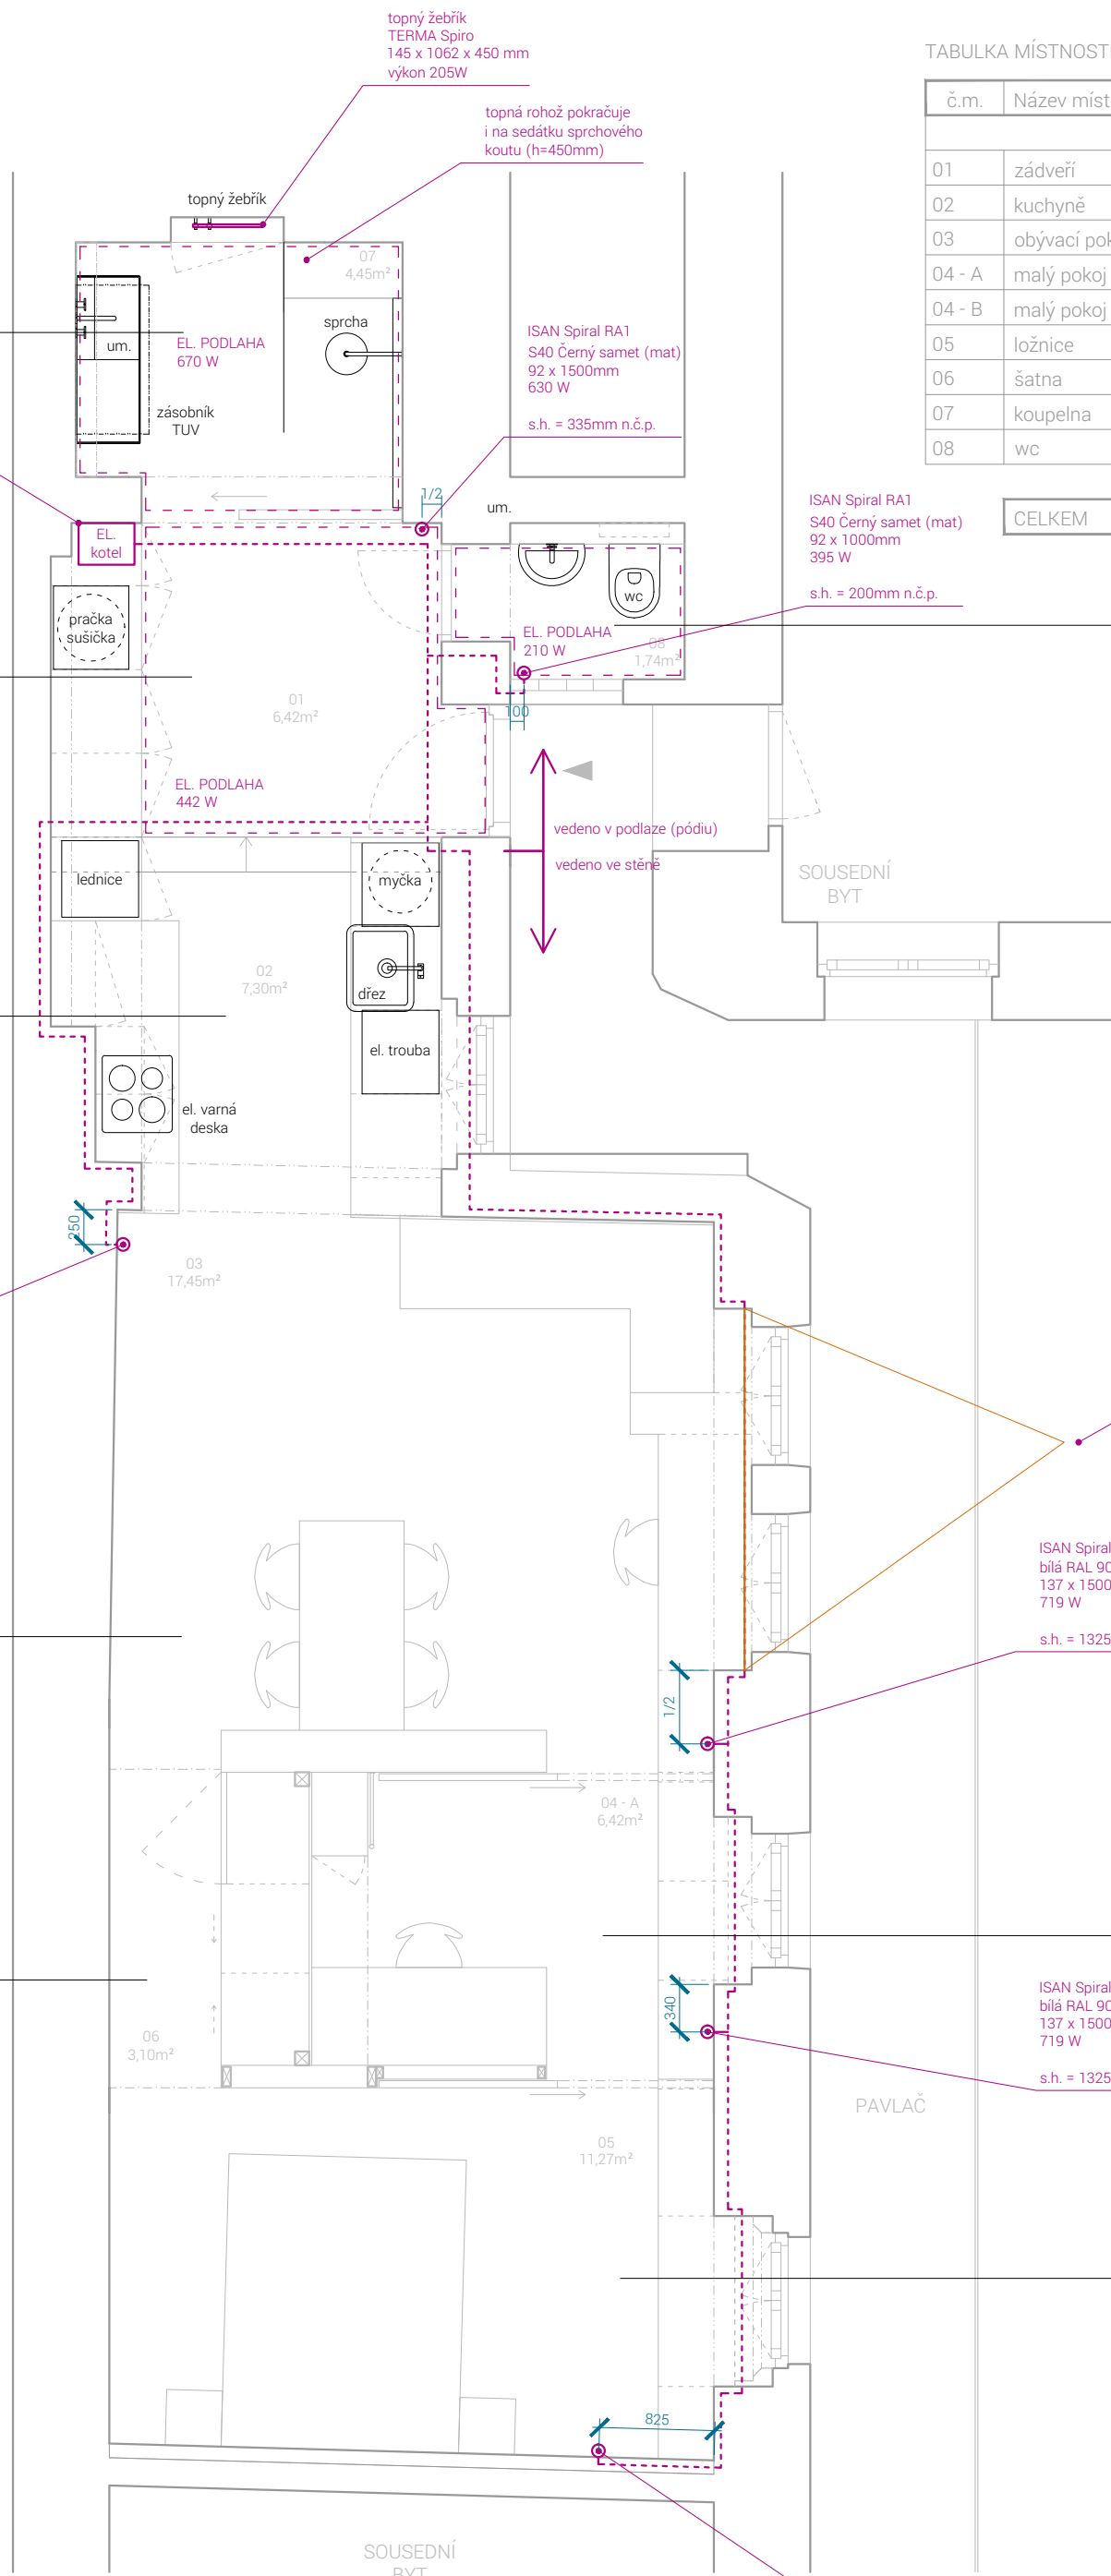 topný žebřík
TERMA Spiro
145 x 1062 x 450 mm
výkon 205W
topná rohož pokračuje
i na sedátku sprchového
koutu (h=450mm)
TABULKA MÍSTNOSTÍ
č.m. Název míst
01 zádveří
02 kuchyně
03 obývací pok
04 - A malý pokoj
04 - B malý pokoj
05 ložnice
06 šatna
07 koupelna
08 wc
CELKEM
topný žebřík
07
4,45m²
sprcha
um.
EL. PODLAHA
670 W
zásobník
TUV
ISAN Spiral RA1
S40 Černý samet (mat)
92 x 1500mm
630 W
s.h. = 335mm n.č.p.
1/2
um.
ISAN Spiral RA1
S40 Černý samet (mat)
92 x 1000mm
395 W
s.h. = 200mm n.č.p.
EL.
kotel
wc
pračka
sušička
EL. PODLAHA
210 W
08
1,74m²
01
6,42m²
100
EL. PODLAHA
442 W
vedeno v podlaze (pódiu)
vedeno ve stěně
lednice
myčka
SOUSEDNÍ
BYT
02
7,30m²
dřez
el. trouba
el. varná
deska
250
03
17,45m²
ISAN Spiral
bílá RAL 90
137 x 1500
719 W
s.h. = 1325
1/2
04 - A
6,42m²
ISAN Spiral
bílá RAL 90
137 x 1500
719 W
s.h. = 1325
340
06
3,10m²
PAVLAČ
05
11,27m²
825
SOUSEDNÍ
BYT